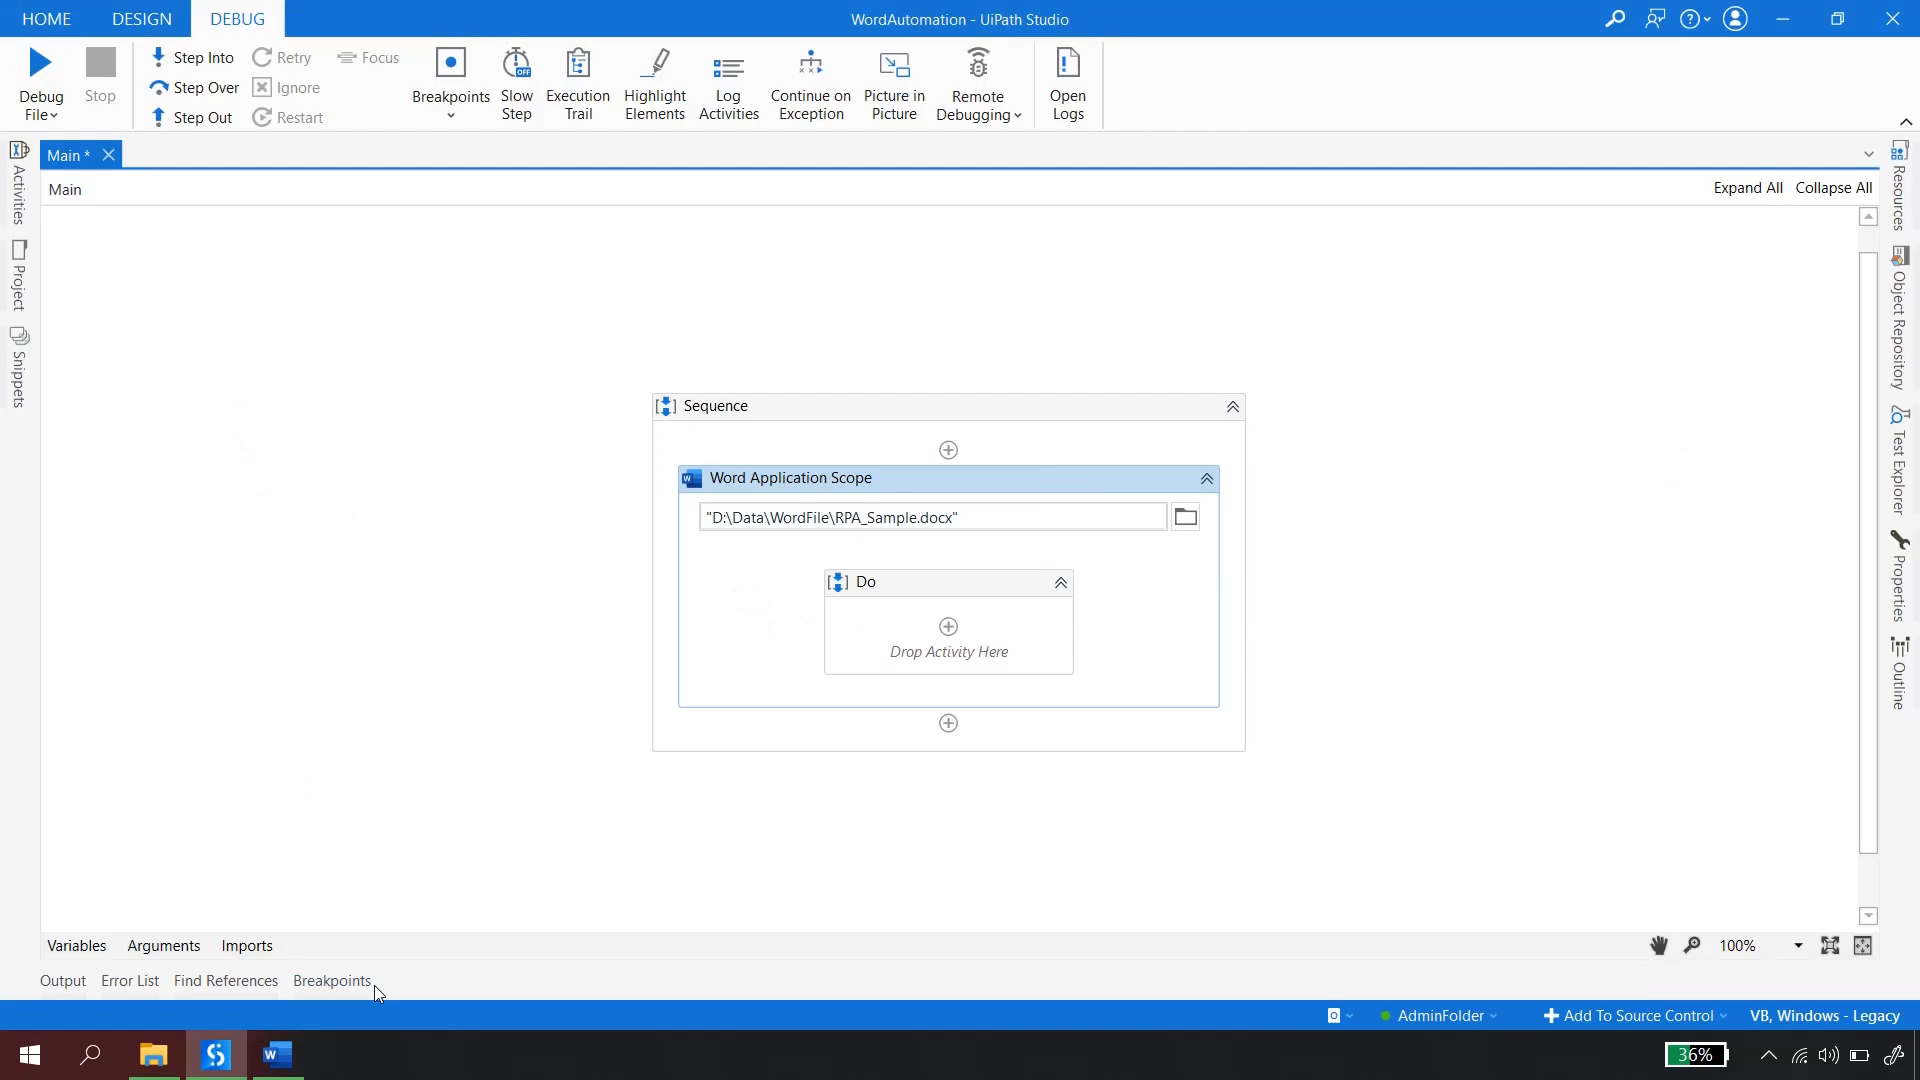 HOME DESIGN DEBUG WordAutomation - UiPath Studio
Debug File Stop
Step Into Retry Focus
Step Over Ignore
Step Out Restart
Breakpoints
Slow Step OFF
Execution Trail
Highlight Elements
Log Activities
Continue on Exception
Picture in Picture
Remote Debugging
Open Logs
Main *
Main Expand All Collapse All
Activities
Project
Snippets
Resources
Object Repository
Test Explorer
Properties
Outline
Sequence
Word Application Scope
"D:\Data\WordFile\RPA_Sample.docx"
Do
Drop Activity Here
Variables Arguments Imports 100%
Output Error List Find References Breakpoints
AdminFolder Add To Source Control VB, Windows - Legacy
36%